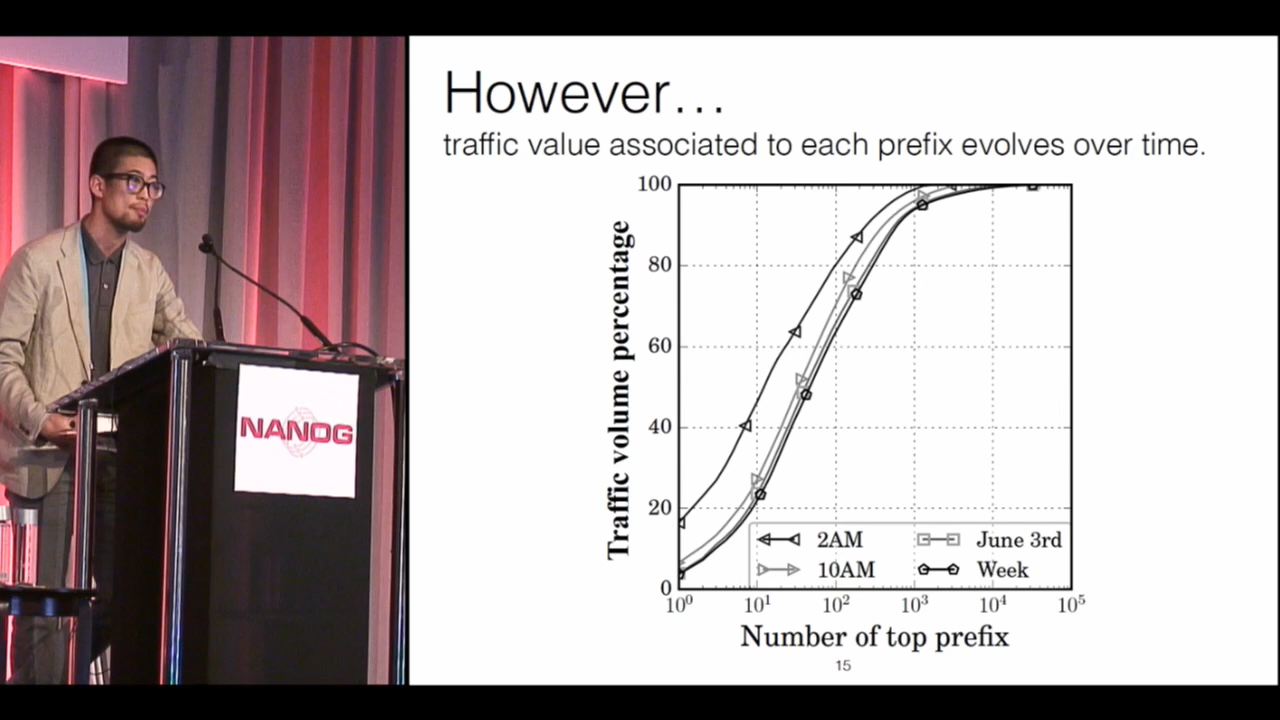 NANOG
However…
traffic value associated to each prefix evolves over time.
Traffic volume percentage
100
80
60
40
20
0
2AM
10AM
June 3rd
Week
10⁰ 10¹ 10² 10³ 10⁴ 10⁵
Number of top prefix
15